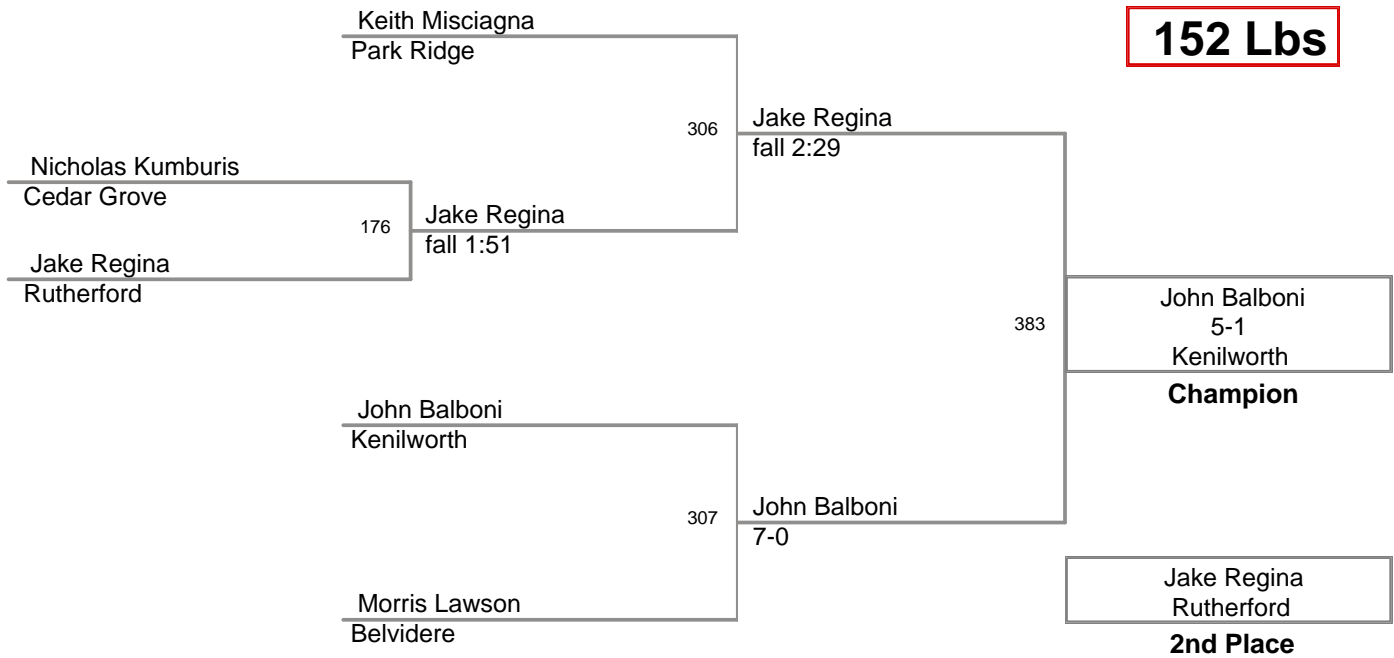 Keith Misciagna
Park Ridge
152 Lbs
306
Jake Regina
fall 2:29
Nicholas Kumburis
Cedar Grove
176
Jake Regina
fall 1:51
Jake Regina
Rutherford
383
John Balboni
5-1
Kenilworth
Champion
John Balboni
Kenilworth
307
John Balboni
7-0
Morris Lawson
Belvidere
Jake Regina
Rutherford
2nd Place